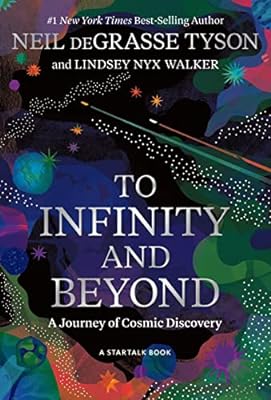 #1 New York Times Best-Selling Author
NEIL DEGRASSE TYSON
and LINDSEY NYX WALKER
TO
INFINITY
AND
BEYOND
A Journey of Cosmic Discovery
A STARTALK BOOK